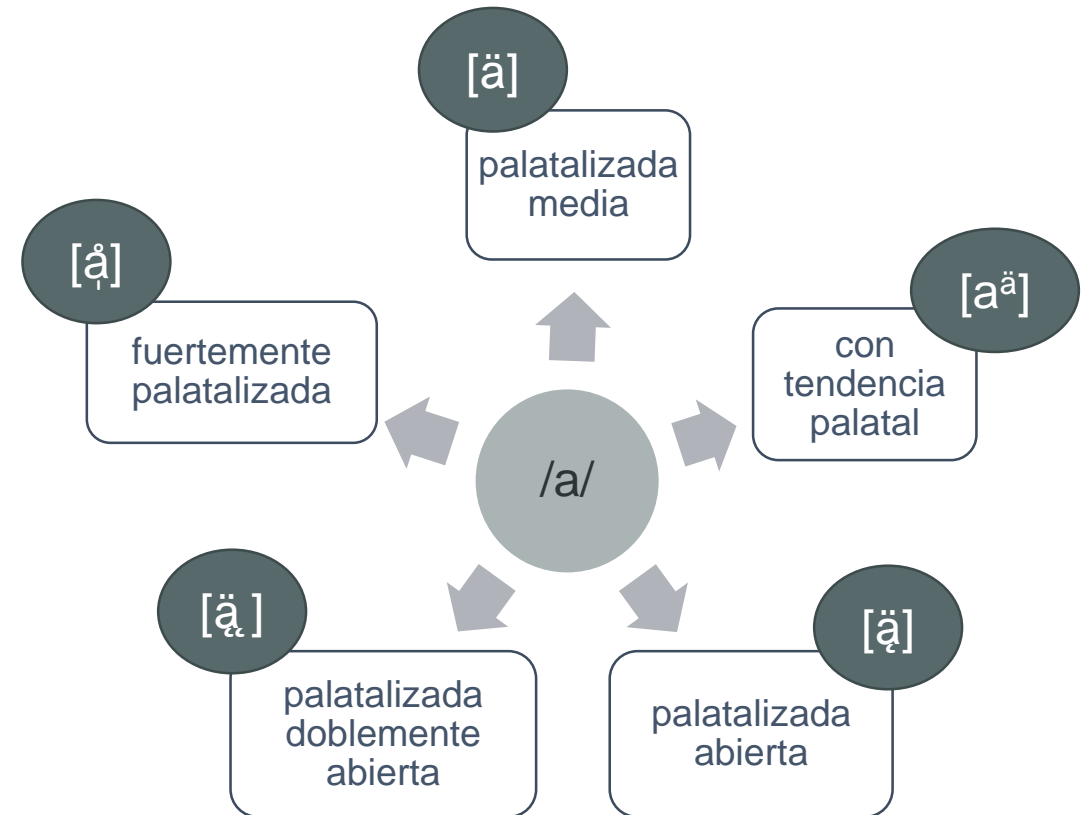 [ä]
palatalizada
media
[aᵃ̈]
con
tendencia
palatal
[ą̈]
palatalizada
abierta
[ą̨̈ ]
palatalizada
doblemente
abierta
[å̩]
fuertemente
palatalizada
/a/